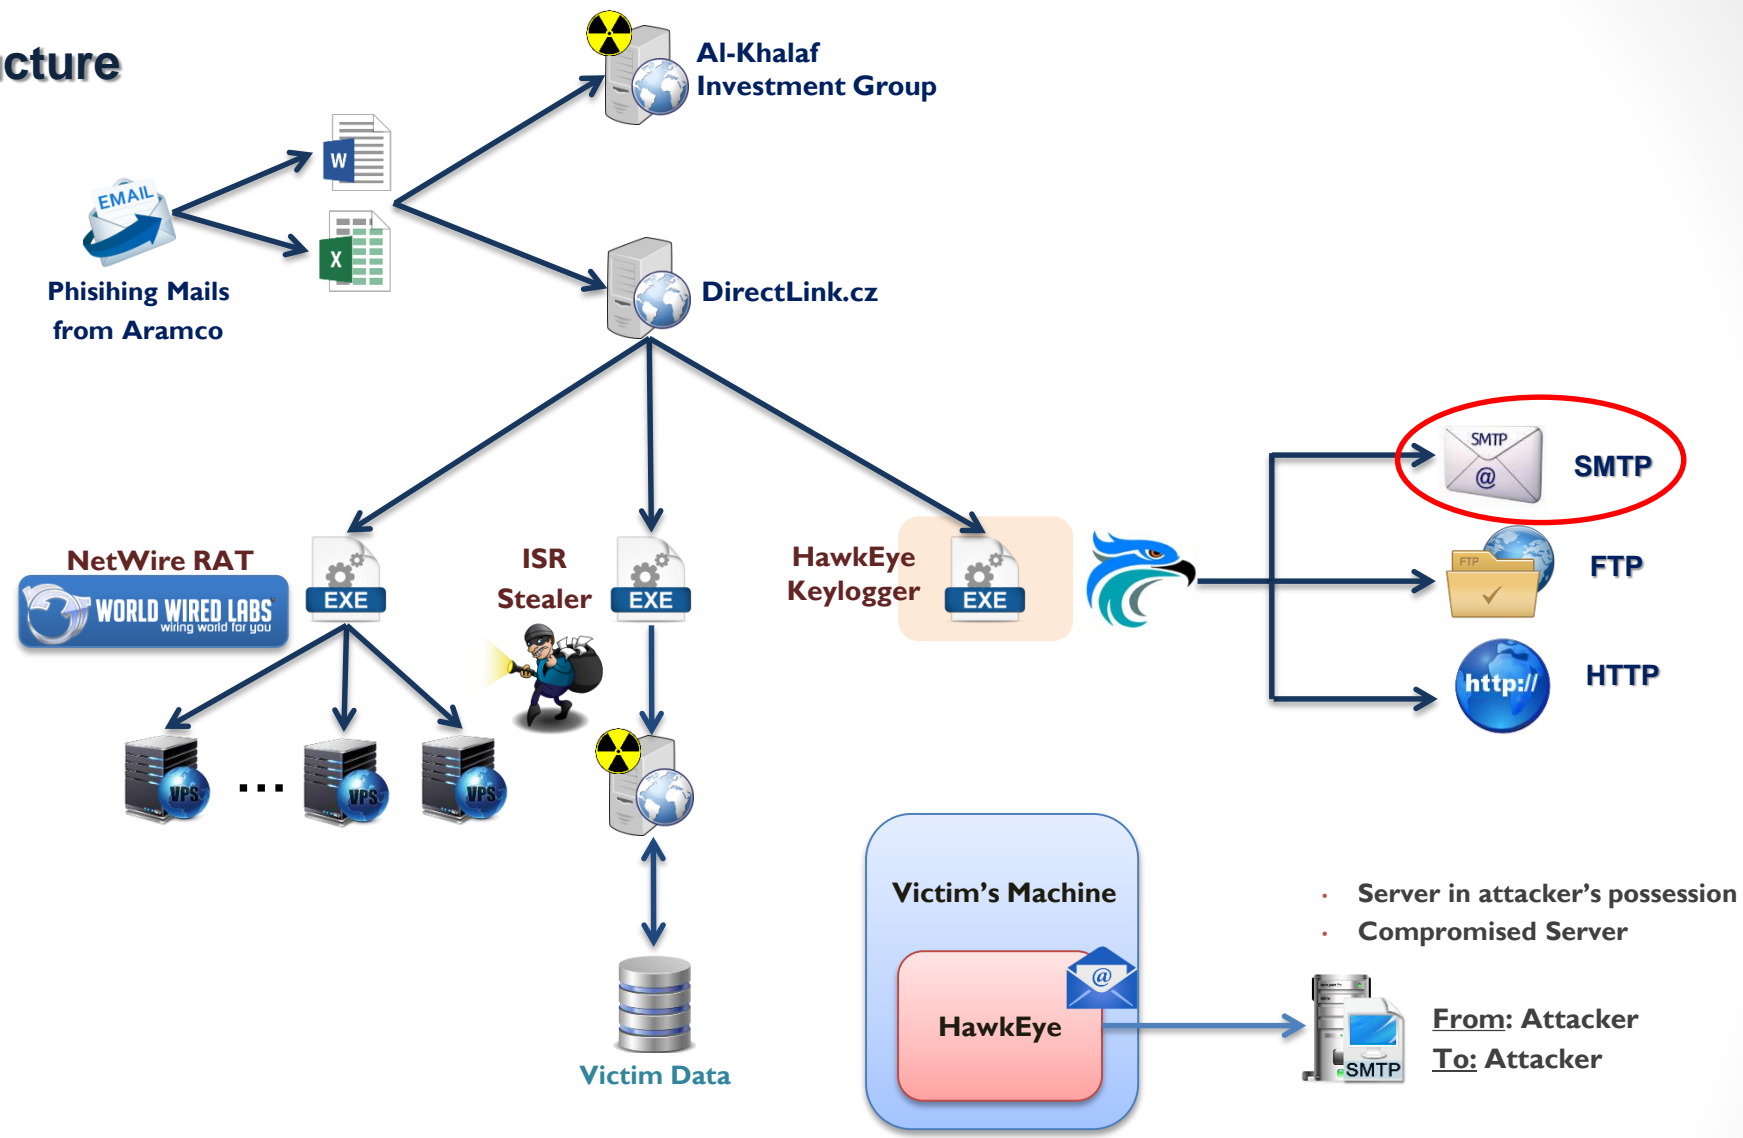 ucture
Al-Khalaf
Investment Group
W
EMAIL
X
Phisihing Mails
from Aramco
DirectLink.cz
SMTP
@
SMTP
NetWire RAT
WORLD WIRED LABS
wiring world for you
EXE
ISR
Stealer
EXE
HawkEye
Keylogger
EXE
FTP
FTP
http://
HTTP
VPS
...
VPS
VPS
Victim's Machine
@
HawkEye
Victim Data
• Server in attacker's possession
• Compromised Server
SMTP
From: Attacker
To: Attacker